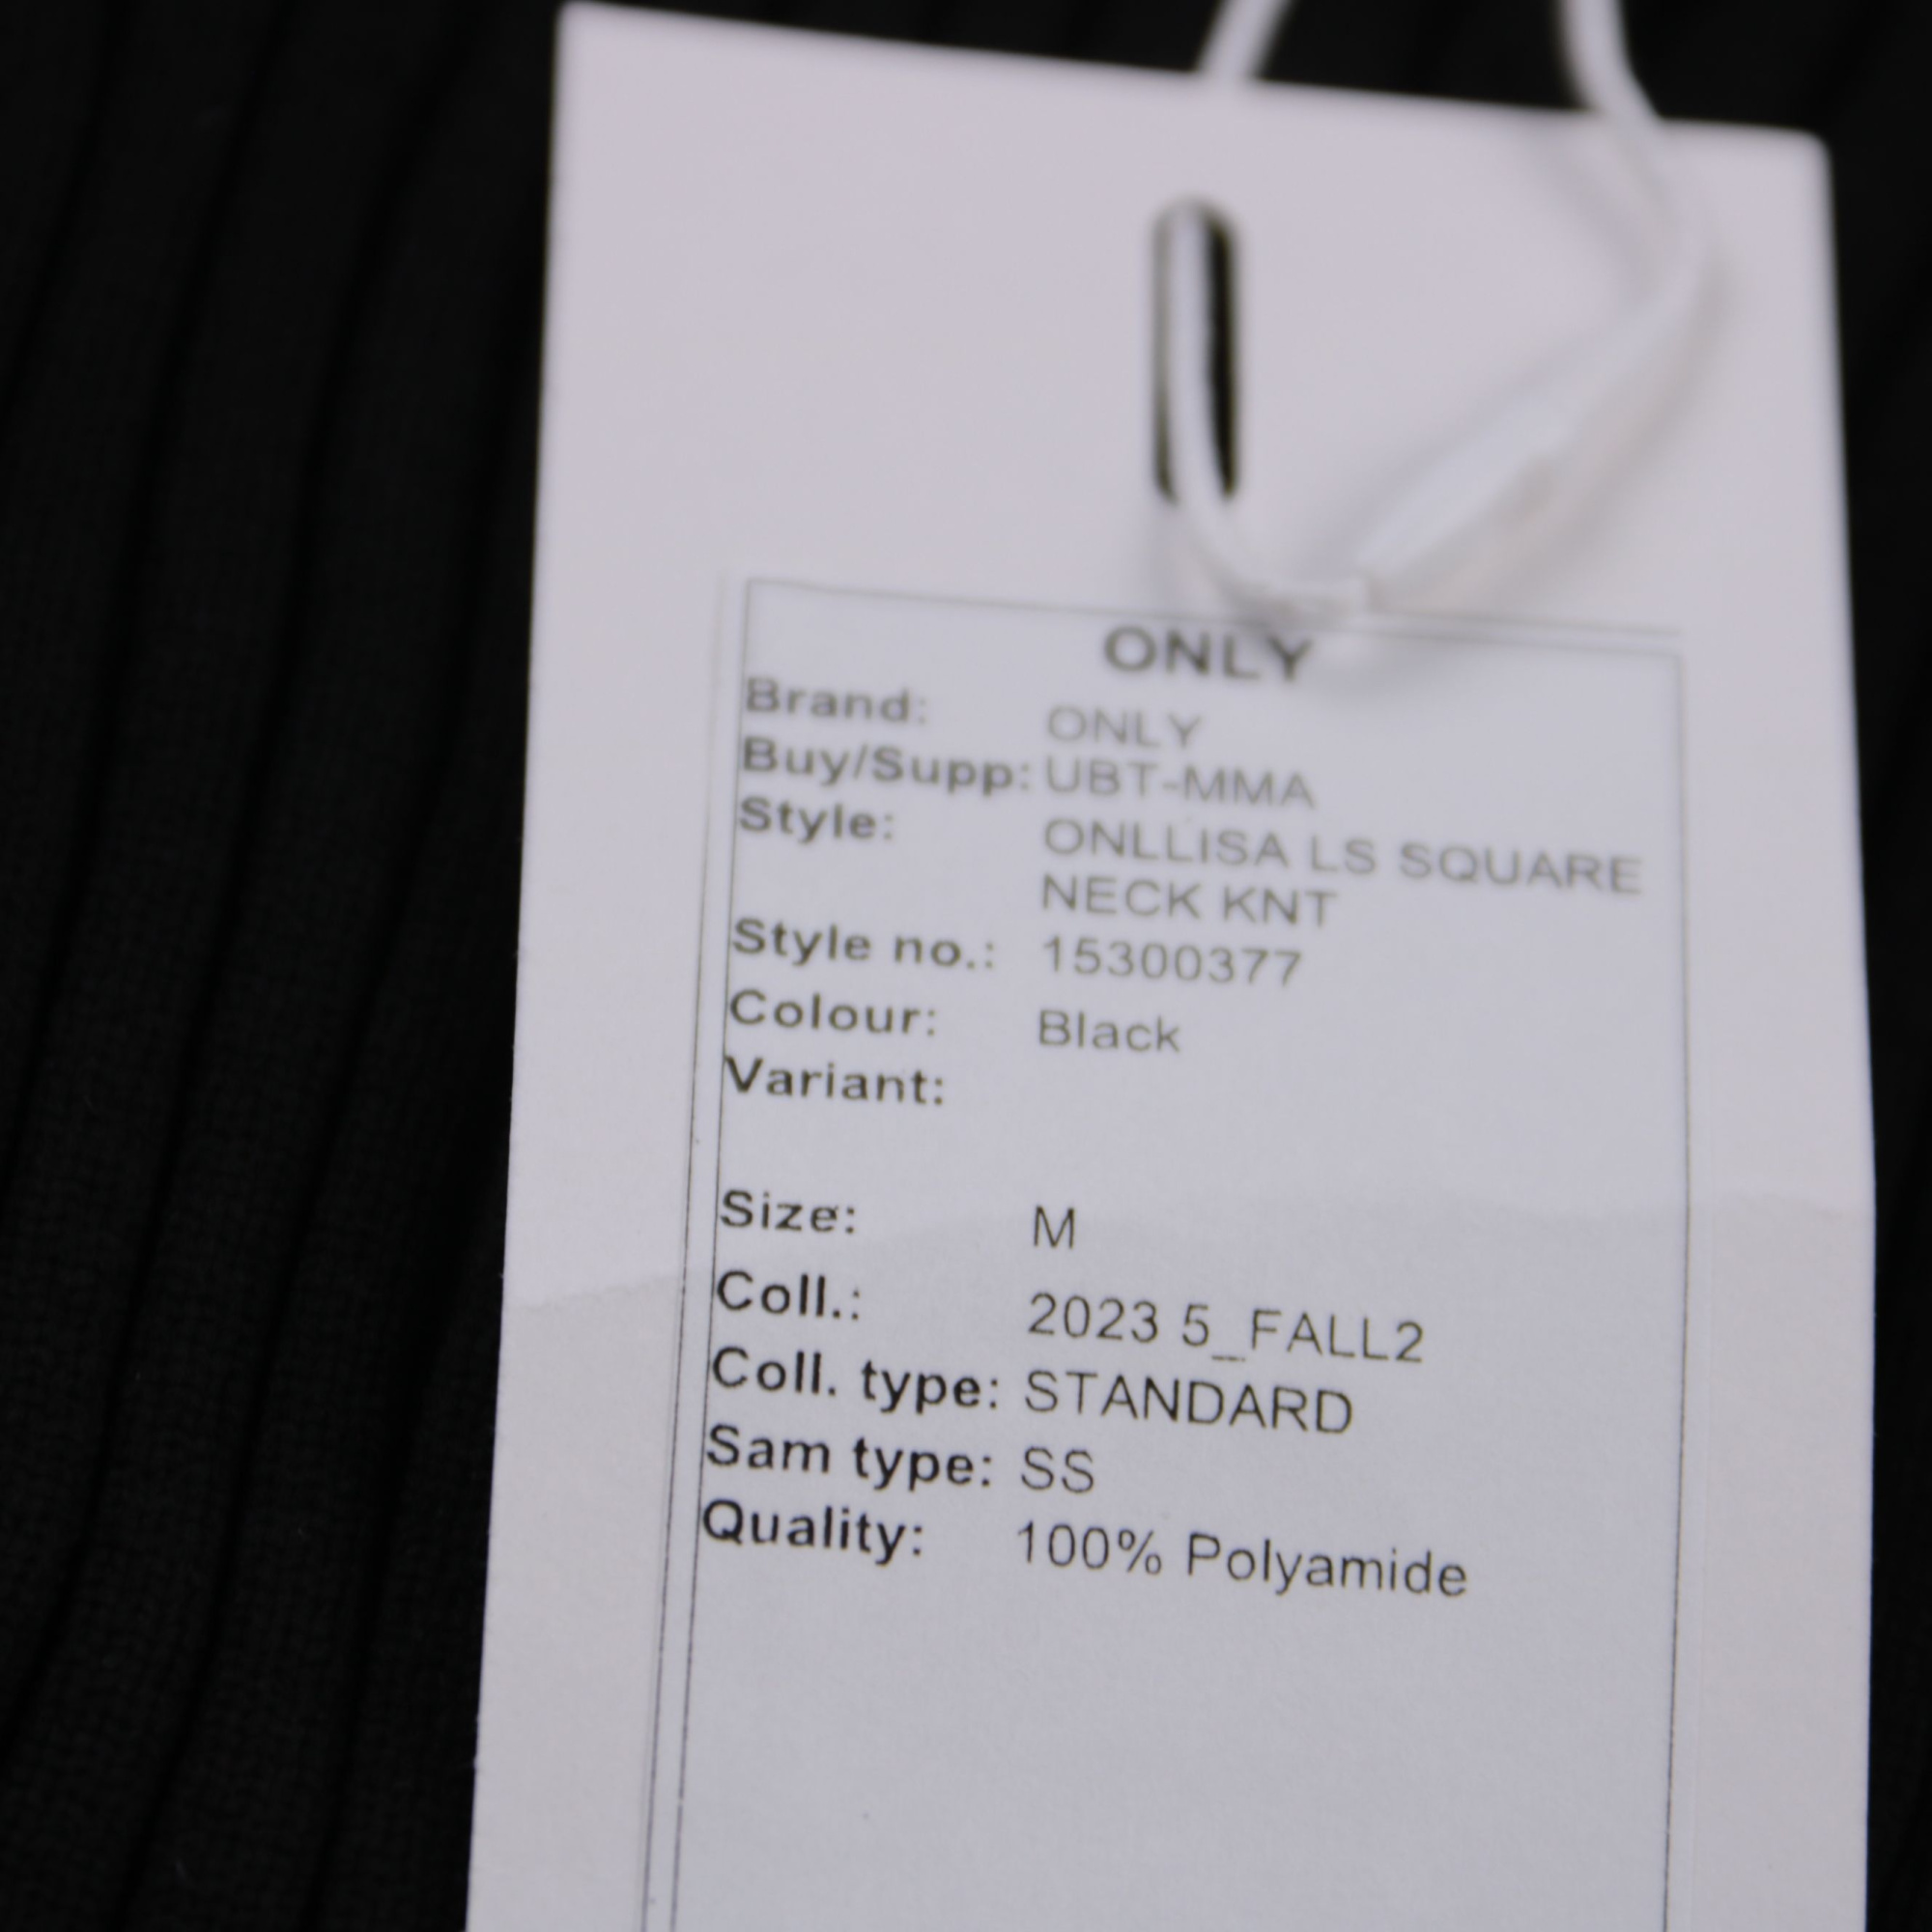 ONLY
Brand: ONLY
Buy/Supp: UBT-MMA
Style: ONLLISA LS SQUARE
NECK KNT
Style no.: 15300377
Colour: Black
Variant:
Size: M
Coll.: 2023 5_FALL2
Coll. type: STANDARD
Sam type: SS
Quality: 100% Polyamide